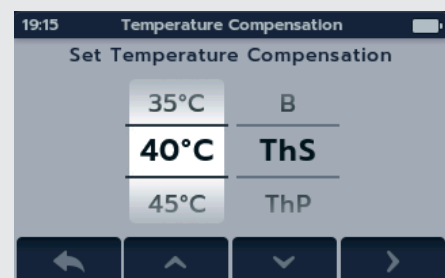 19:15 Temperature Compensation
Set Temperature Compensation
35°C B
40°C ThS
45°C ThP